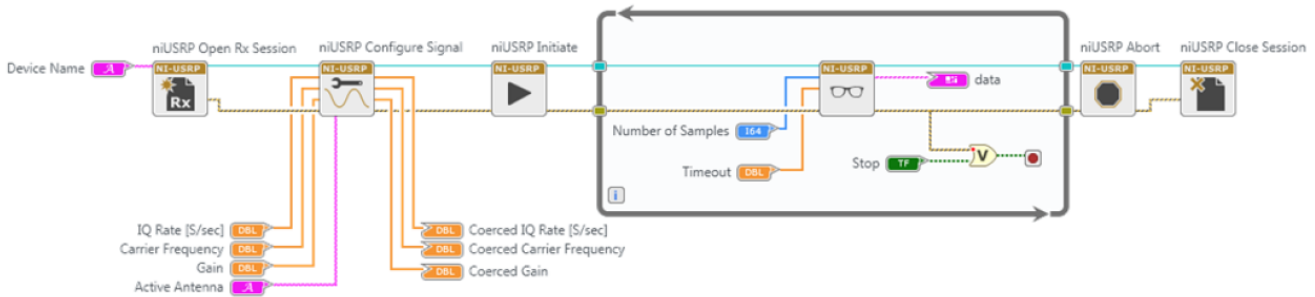 niUSRP Open Rx Session
niUSRP Configure Signal
niUSRP Initiate
niUSRP Abort
niUSRP Close Session
Device Name
A
NI-USRP
Rx
NI-USRP
NI-USRP
NI-USRP
NI-USRP
NI-USRP
data
Number of Samples
I64
Timeout
DBL
Stop
TF
V
i
IQ Rate [S/sec]
DBL
DBL
Coerced IQ Rate [S/sec]
Carrier Frequency
DBL
DBL
Coerced Carrier Frequency
Gain
DBL
DBL
Coerced Gain
Active Antenna
A